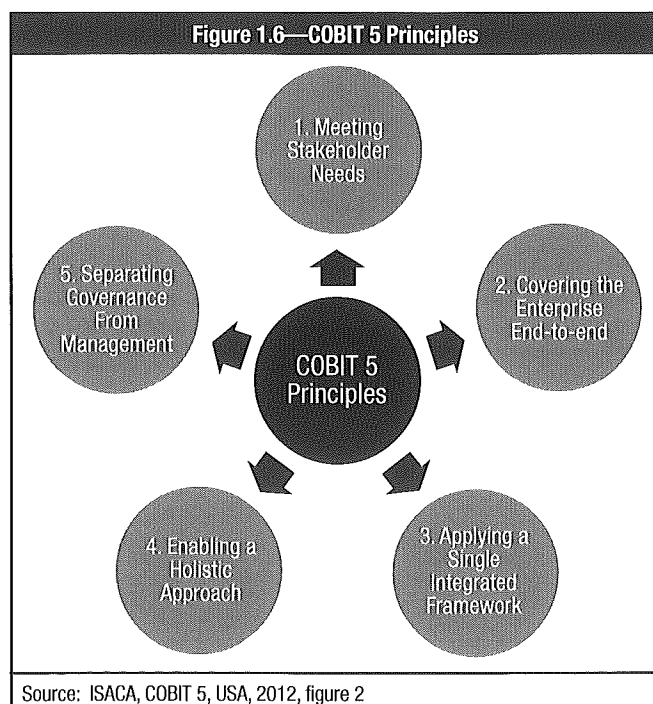 Figure 1.6—COBIT 5 Principles
1. Meeting
Stakeholder
Needs
2. Covering the
Enterprise
End-to-end
3. Applying a
Single
Integrated
Framework
4. Enabling a
Holistic
Approach
5. Separating
Governance
From
Management
COBIT 5
Principles
Source: ISACA, COBIT 5, USA, 2012, figure 2